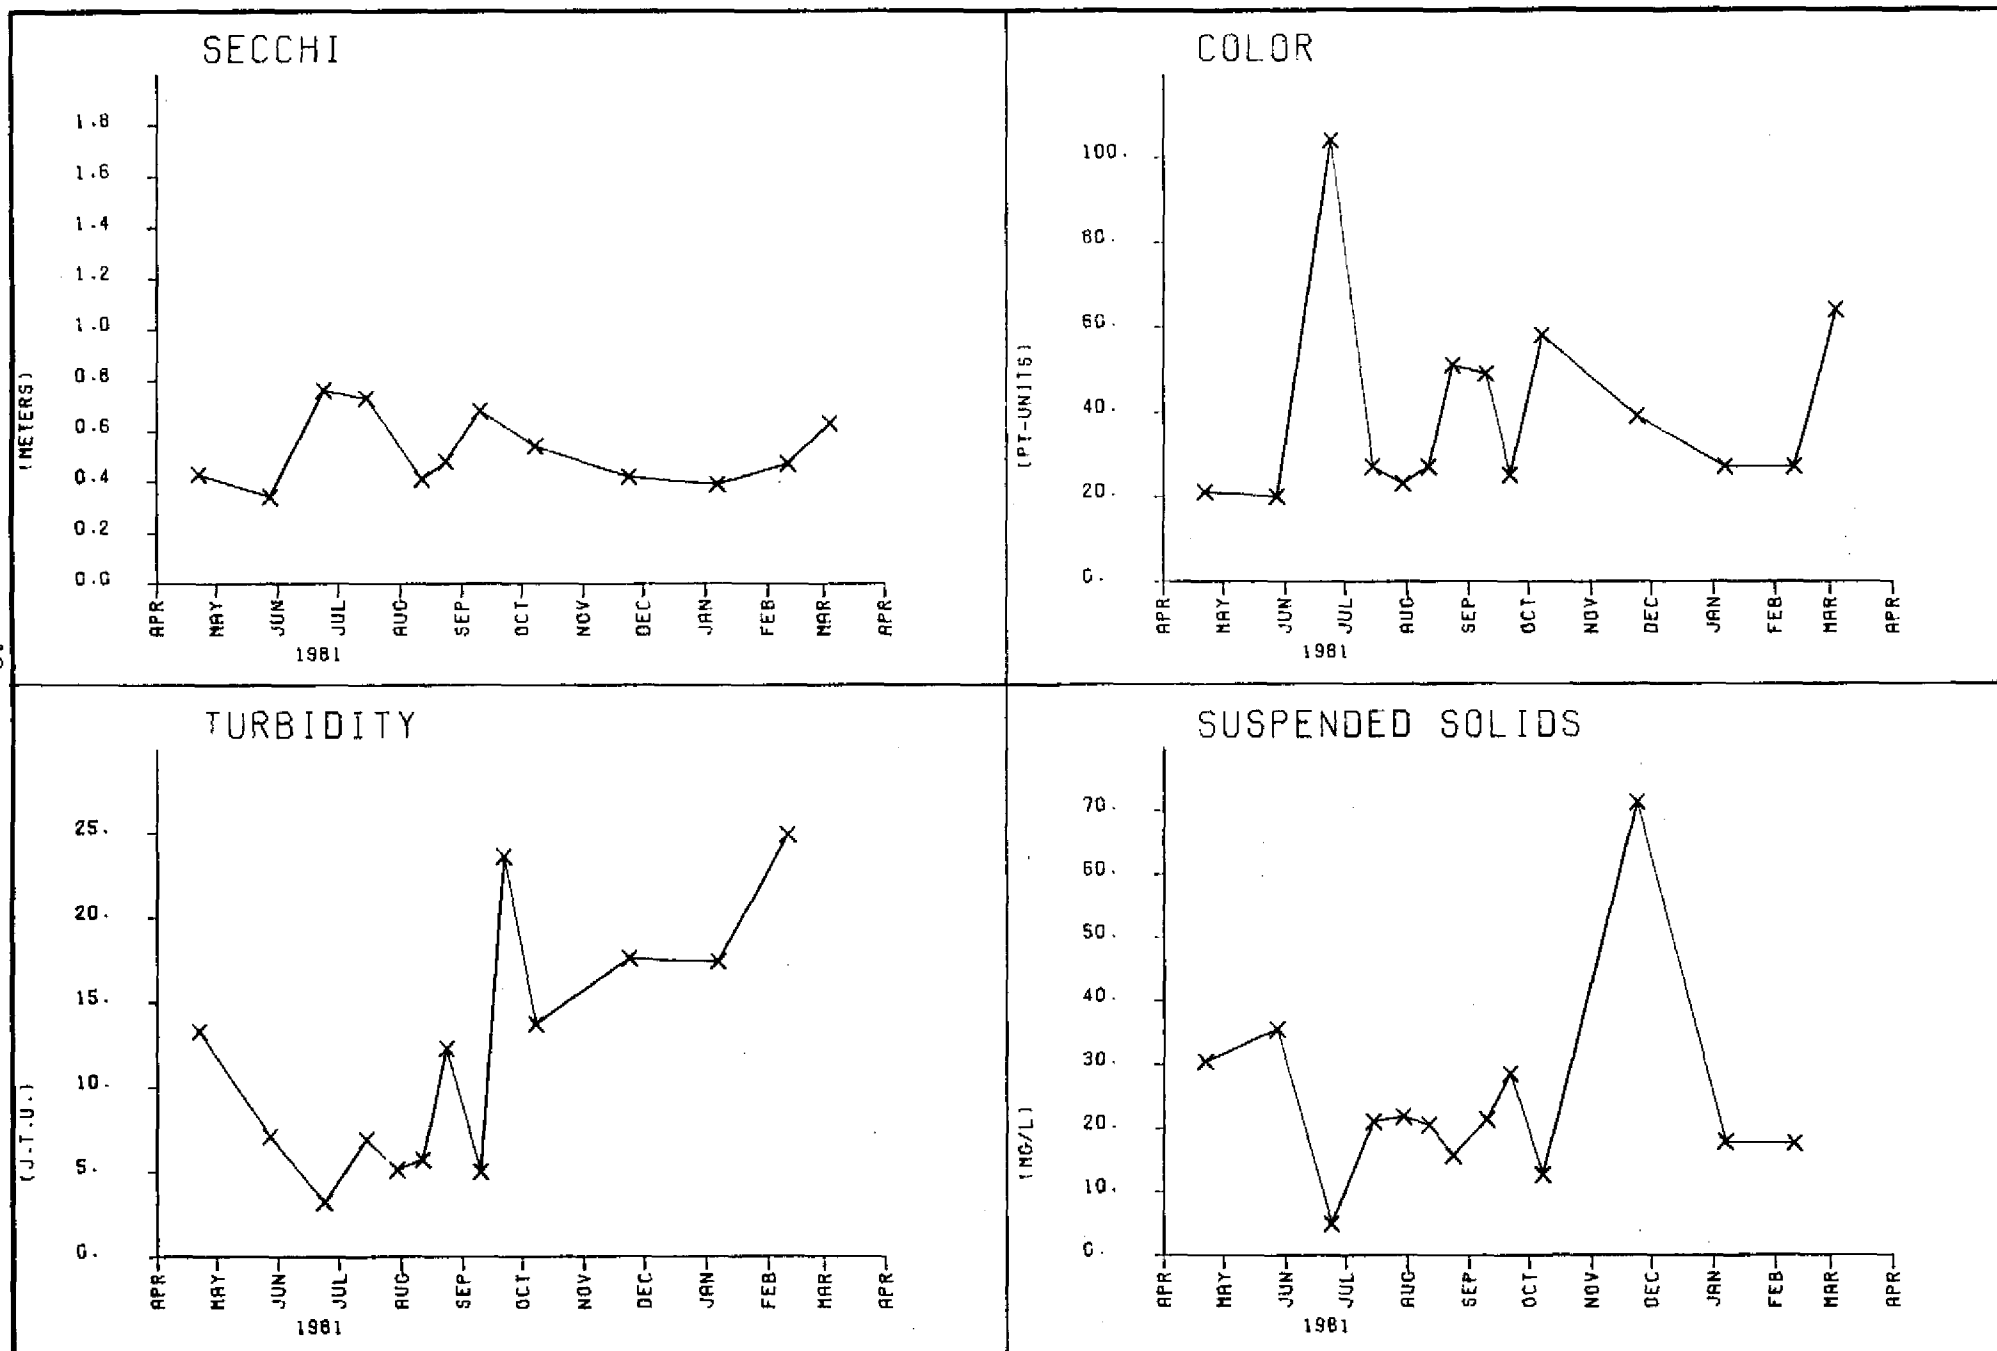 SECCHI
1.8
1.6
1.4
1.2
1.0
0.8
0.6
0.4
0.2
0.0
(METERS)
APR MAY JUN JUL AUG SEP OCT NOV DEC JAN FEB MAR APR
1981
COLOR
100.
80.
60.
40.
20.
0.
(PT-UNITS)
APR MAY JUN JUL AUG SEP OCT NOV DEC JAN FEB MAR APR
1981
TURBIDITY
25.
20.
15.
10.
5.
0.
(J.T.U.)
APR MAY JUN JUL AUG SEP OCT NOV DEC JAN FEB MAR APR
1981
SUSPENDED SOLIDS
70.
60.
50.
40.
30.
20.
10.
0.
(MG/L)
APR MAY JUN JUL AUG SEP OCT NOV DEC JAN FEB MAR APR
1981